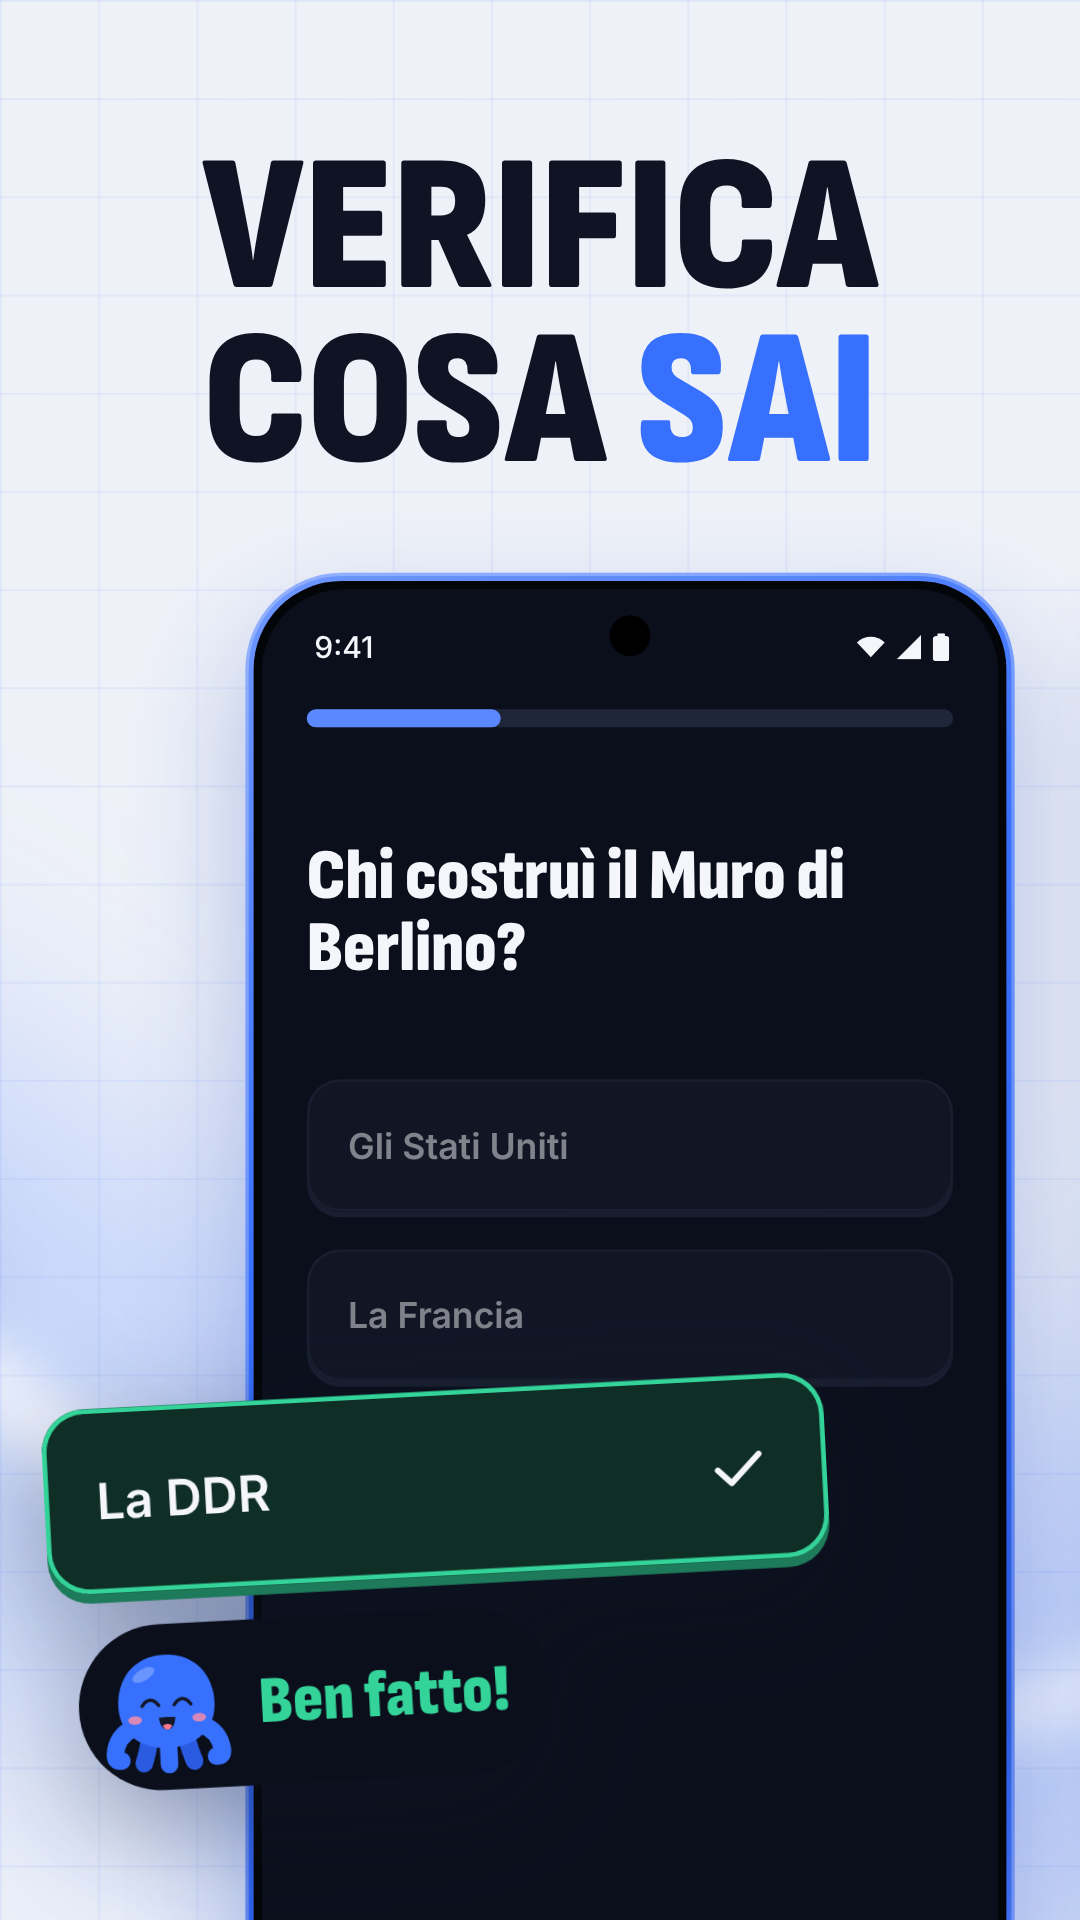 VERIFICA
COSA SAI
9:41
Chi costruì il Muro di
Berlino?
Gli Stati Uniti
La Francia
La DDR
Ben fatto!